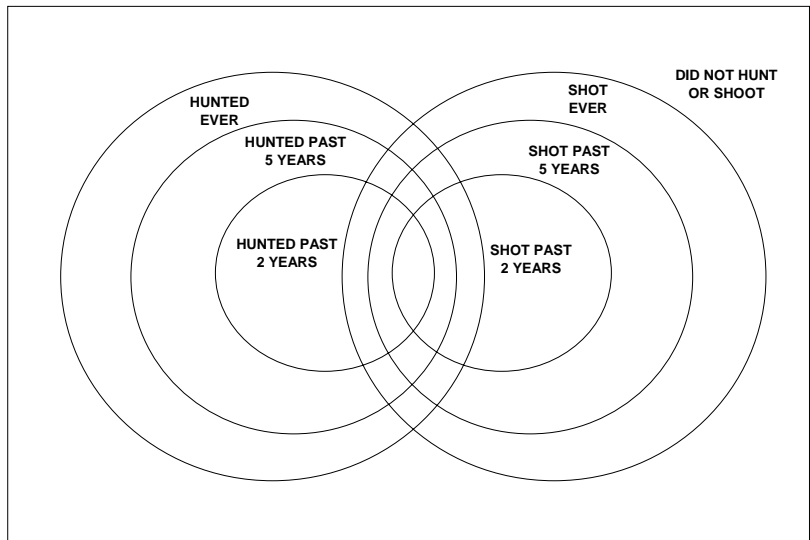 DID NOT HUNT
OR SHOOT
HUNTED
EVER
SHOT
EVER
HUNTED PAST
5 YEARS
SHOT PAST
5 YEARS
HUNTED PAST
2 YEARS
SHOT PAST
2 YEARS